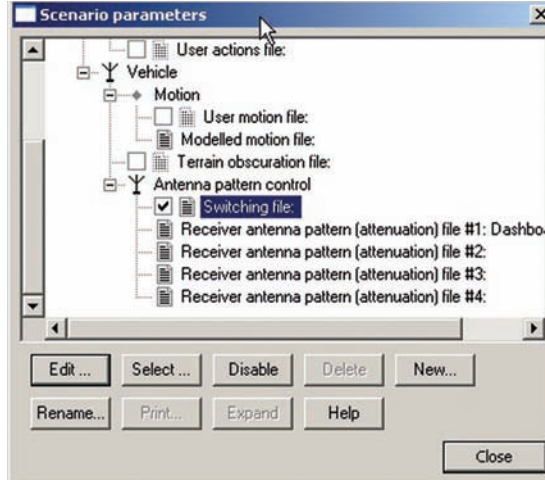 Scenario parameters
User actions file:
Vehicle
Motion
User motion file:
Modelled motion file:
Terrain obscuration file:
Antenna pattern control
Switching file:
Receiver antenna pattern (attenuation) file #1: Dashbo
Receiver antenna pattern (attenuation) file #2:
Receiver antenna pattern (attenuation) file #3:
Receiver antenna pattern (attenuation) file #4:
Edit ... Select ... Disable Delete New...
Rename... Print... Expand Help
Close